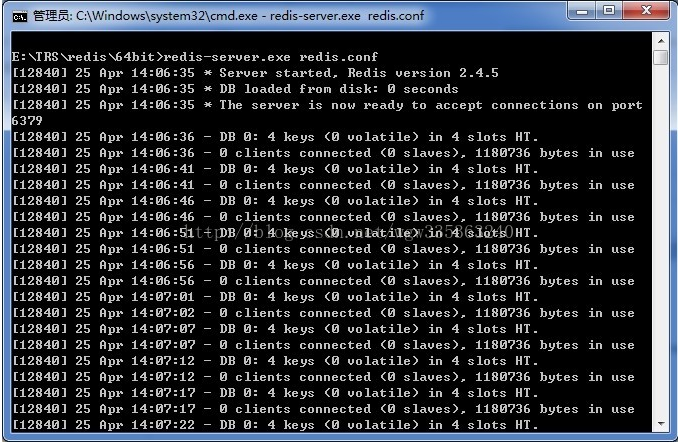 管理员: C:\Windows\system32\cmd.exe - redis-server.exe  redis.conf
E:\TRS\redis\64bit>redis-server.exe redis.conf
[12840] 25 Apr 14:06:35 * Server started, Redis version 2.4.5
[12840] 25 Apr 14:06:35 * DB loaded from disk: 0 seconds
[12840] 25 Apr 14:06:35 * The server is now ready to accept connections on port
6379
[12840] 25 Apr 14:06:36 - DB 0: 4 keys (0 volatile) in 4 slots HT.
[12840] 25 Apr 14:06:36 - 0 clients connected (0 slaves), 1180736 bytes in use
[12840] 25 Apr 14:06:41 - DB 0: 4 keys (0 volatile) in 4 slots HT.
[12840] 25 Apr 14:06:41 - 0 clients connected (0 slaves), 1180736 bytes in use
[12840] 25 Apr 14:06:46 - DB 0: 4 keys (0 volatile) in 4 slots HT.
[12840] 25 Apr 14:06:46 - 0 clients connected (0 slaves), 1180736 bytes in use
[12840] 25 Apr 14:06:51 - DB 0: 4 keys (0 volatile) in 4 slots HT.
[12840] 25 Apr 14:06:51 - 0 clients connected (0 slaves), 1180736 bytes in use
[12840] 25 Apr 14:06:56 - DB 0: 4 keys (0 volatile) in 4 slots HT.
[12840] 25 Apr 14:06:56 - 0 clients connected (0 slaves), 1180736 bytes in use
[12840] 25 Apr 14:07:01 - DB 0: 4 keys (0 volatile) in 4 slots HT.
[12840] 25 Apr 14:07:02 - 0 clients connected (0 slaves), 1180736 bytes in use
[12840] 25 Apr 14:07:07 - DB 0: 4 keys (0 volatile) in 4 slots HT.
[12840] 25 Apr 14:07:07 - 0 clients connected (0 slaves), 1180736 bytes in use
[12840] 25 Apr 14:07:12 - DB 0: 4 keys (0 volatile) in 4 slots HT.
[12840] 25 Apr 14:07:12 - 0 clients connected (0 slaves), 1180736 bytes in use
[12840] 25 Apr 14:07:17 - DB 0: 4 keys (0 volatile) in 4 slots HT.
[12840] 25 Apr 14:07:17 - 0 clients connected (0 slaves), 1180736 bytes in use
[12840] 25 Apr 14:07:22 - DB 0: 4 keys (0 volatile) in 4 slots HT.